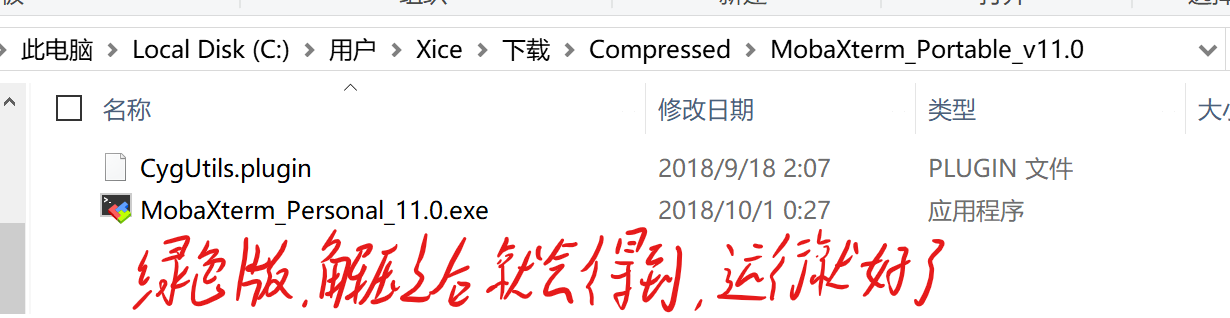 此电脑 > Local Disk (C:) > 用户 > Xice > 下载 > Compressed > MobaXterm_Portable_v11.0
名称 修改日期 类型
CygUtils.plugin 2018/9/18 2:07 PLUGIN 文件
MobaXterm_Personal_11.0.exe 2018/10/1 0:27 应用程序
绿色版,解压之后就会得到,运行就好了